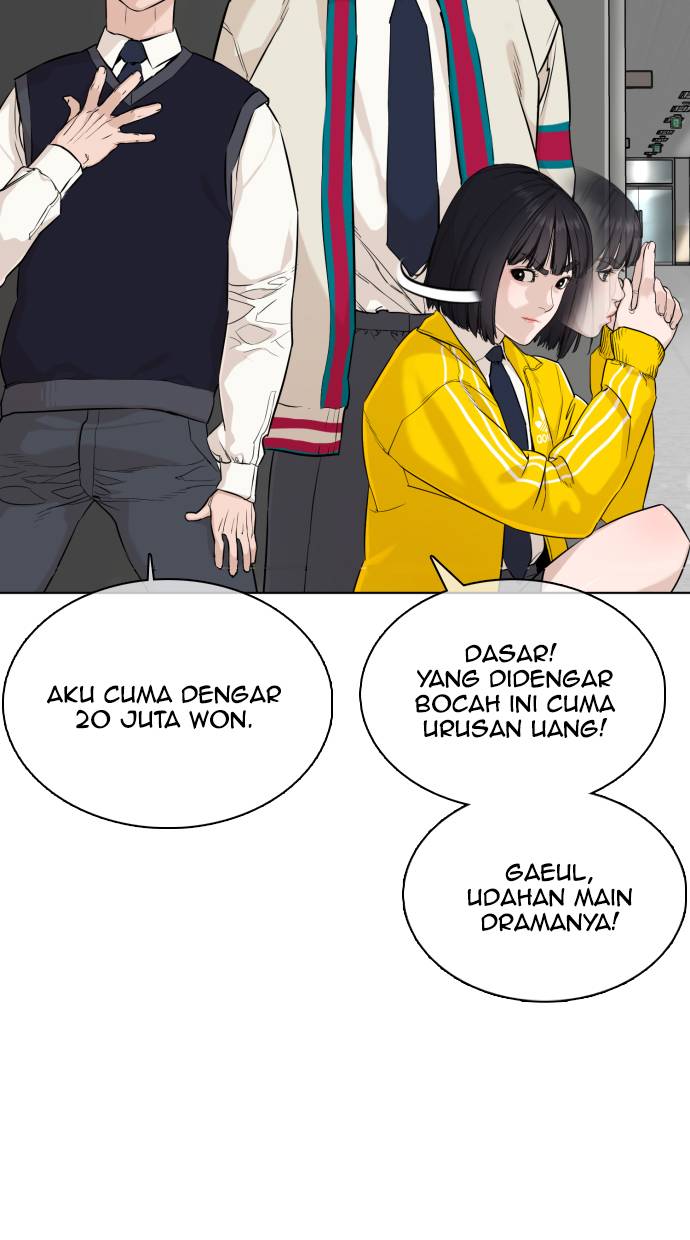 AKU CUMA DENGAR
20 JUTA WON.
DASAR!
YANG DIDENGAR
BOCAH INI CUMA
URUSAN UANG!
GAEUL,
UDAHAN MAIN
DRAMANYA!